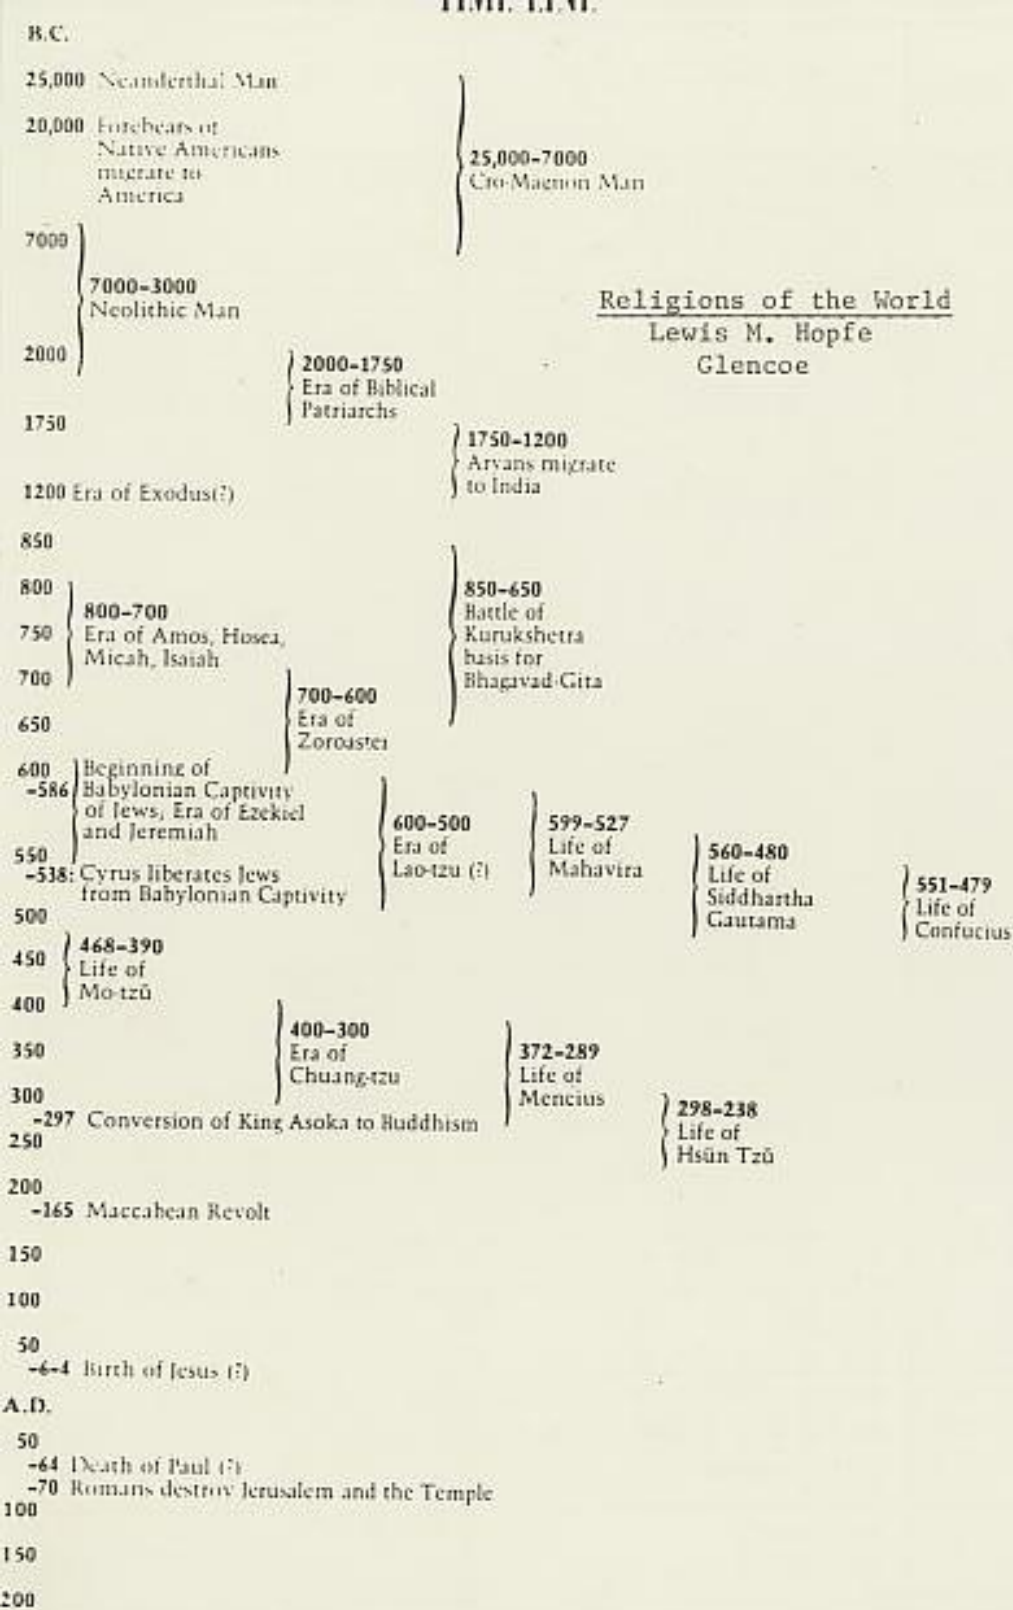 TIME LINE
B.C.
25,000 Neanderthal Man
20,000 Forebears of
Native Americans
migrate to
America
25,000–7000
Cro-Magnon Man
7000
7000–3000
Neolithic Man
Religions of the World
Lewis M. Hopfe
Glencoe
2000
2000–1750
Era of Biblical
Patriarchs
1750
1750–1200
Aryans migrate
to India
1200 Era of Exodus(?)
850
800
800–700
Era of Amos, Hosea,
Micah, Isaiah
750
700
850–650
Battle of
Kurukshetra
basis for
Bhagavad-Gita
700–600
Era of
Zoroaster
650
600 Beginning of
–586 Babylonian Captivity
of Jews; Era of Ezekiel
and Jeremiah
550
–538: Cyrus liberates Jews
from Babylonian Captivity
600–500
Era of
Lao-tzu (?)
599–527
Life of
Mahavira
560–480
Life of
Siddhartha
Gautama
551–479
Life of
Confucius
500
468–390
Life of
Mo-tzŭ
450
400
400–300
Era of
Chuang-tzu
372–289
Life of
Mencius
350
300
–297 Conversion of King Asoka to Buddhism
298–238
Life of
Hsün Tzŭ
250
200
–165 Maccabean Revolt
150
100
50
–6–4 Birth of Jesus (?)
A.D.
50
–64 Death of Paul (?)
–70 Romans destroy Jerusalem and the Temple
100
150
200